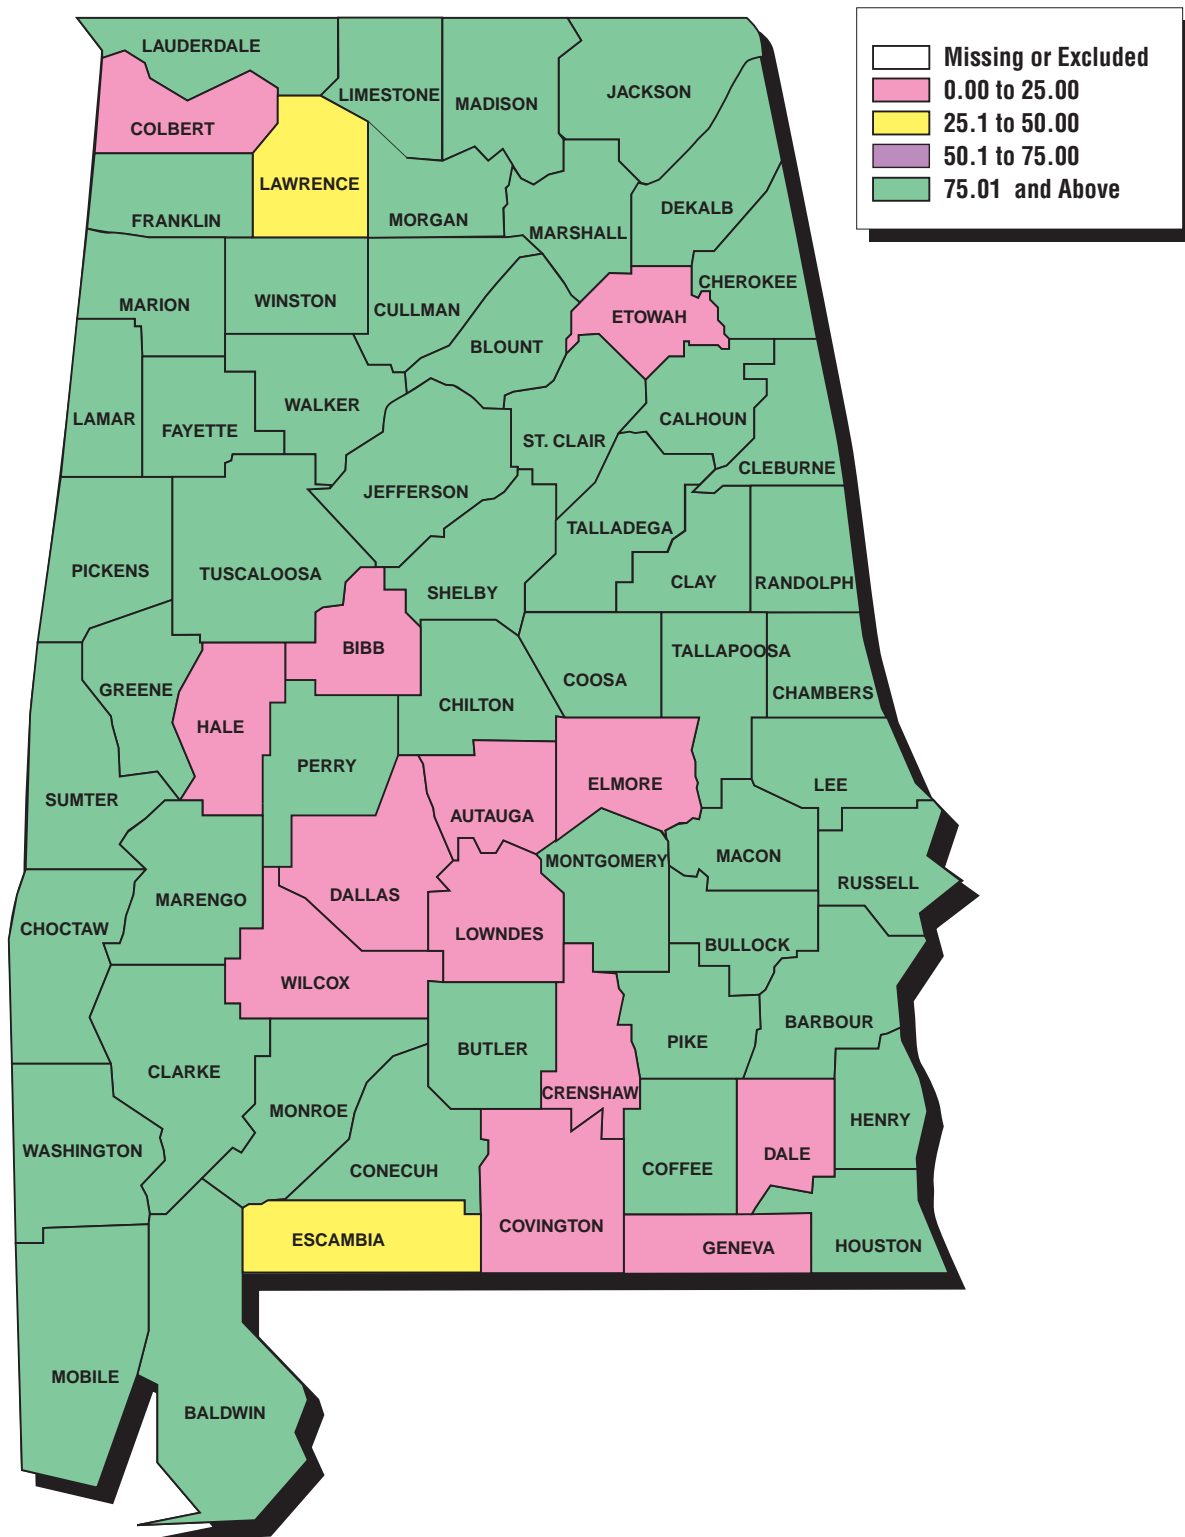 Missing or Excluded
0.00 to 25.00
25.1 to 50.00
50.1 to 75.00
75.01 and Above
LAUDERDALE
LIMESTONE
MADISON
JACKSON
COLBERT
LAWRENCE
FRANKLIN
MORGAN
MARSHALL
DEKALB
CHEROKEE
MARION
WINSTON
CULLMAN
BLOUNT
ETOWAH
LAMAR
FAYETTE
WALKER
ST. CLAIR
CALHOUN
CLEBURNE
JEFFERSON
TALLADEGA
PICKENS
TUSCALOOSA
SHELBY
CLAY
RANDOLPH
BIBB
TALLAPOOSA
GREENE
COOSA
CHAMBERS
HALE
CHILTON
PERRY
ELMORE
LEE
SUMTER
AUTAUGA
MONTGOMERY
MACON
RUSSELL
MARENGO
DALLAS
CHOCTAW
LOWNDES
BULLOCK
WILCOX
BARBOUR
PIKE
BUTLER
CLARKE
CRENSHAW
MONROE
HENRY
WASHINGTON
CONECUH
COFFEE
DALE
COVINGTON
ESCAMBIA
GENEVA
HOUSTON
MOBILE
BALDWIN